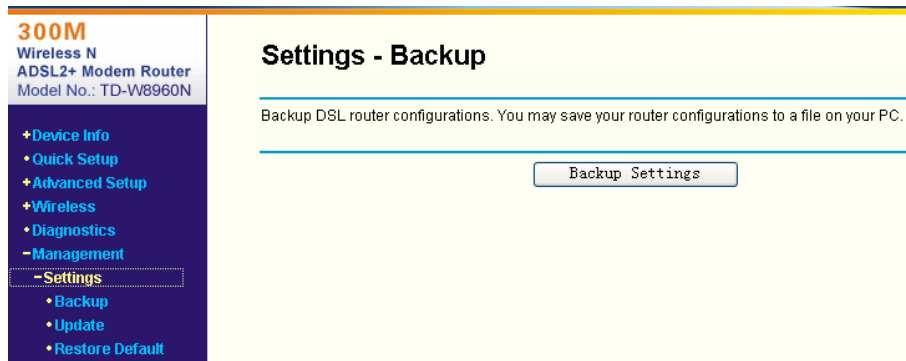 300M
Wireless N
ADSL2+ Modem Router
Model No.: TD-W8960N
+Device Info
•Quick Setup
+Advanced Setup
+Wireless
•Diagnostics
-Management
-Settings
•Backup
•Update
•Restore Default
Settings - Backup
Backup DSL router configurations. You may save your router configurations to a file on your PC.
Backup Settings